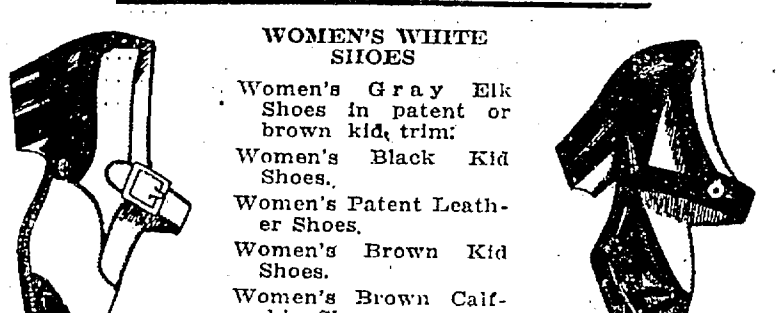 WOMEN'S WHITE
SHOES
Women's Gray Elk
Shoes in patent or
brown kid trim.
Women's Black Kid
Shoes.
Women's Patent Leath-
er Shoes.
Women's Brown Kid
Shoes.
Women's Brown Calf-